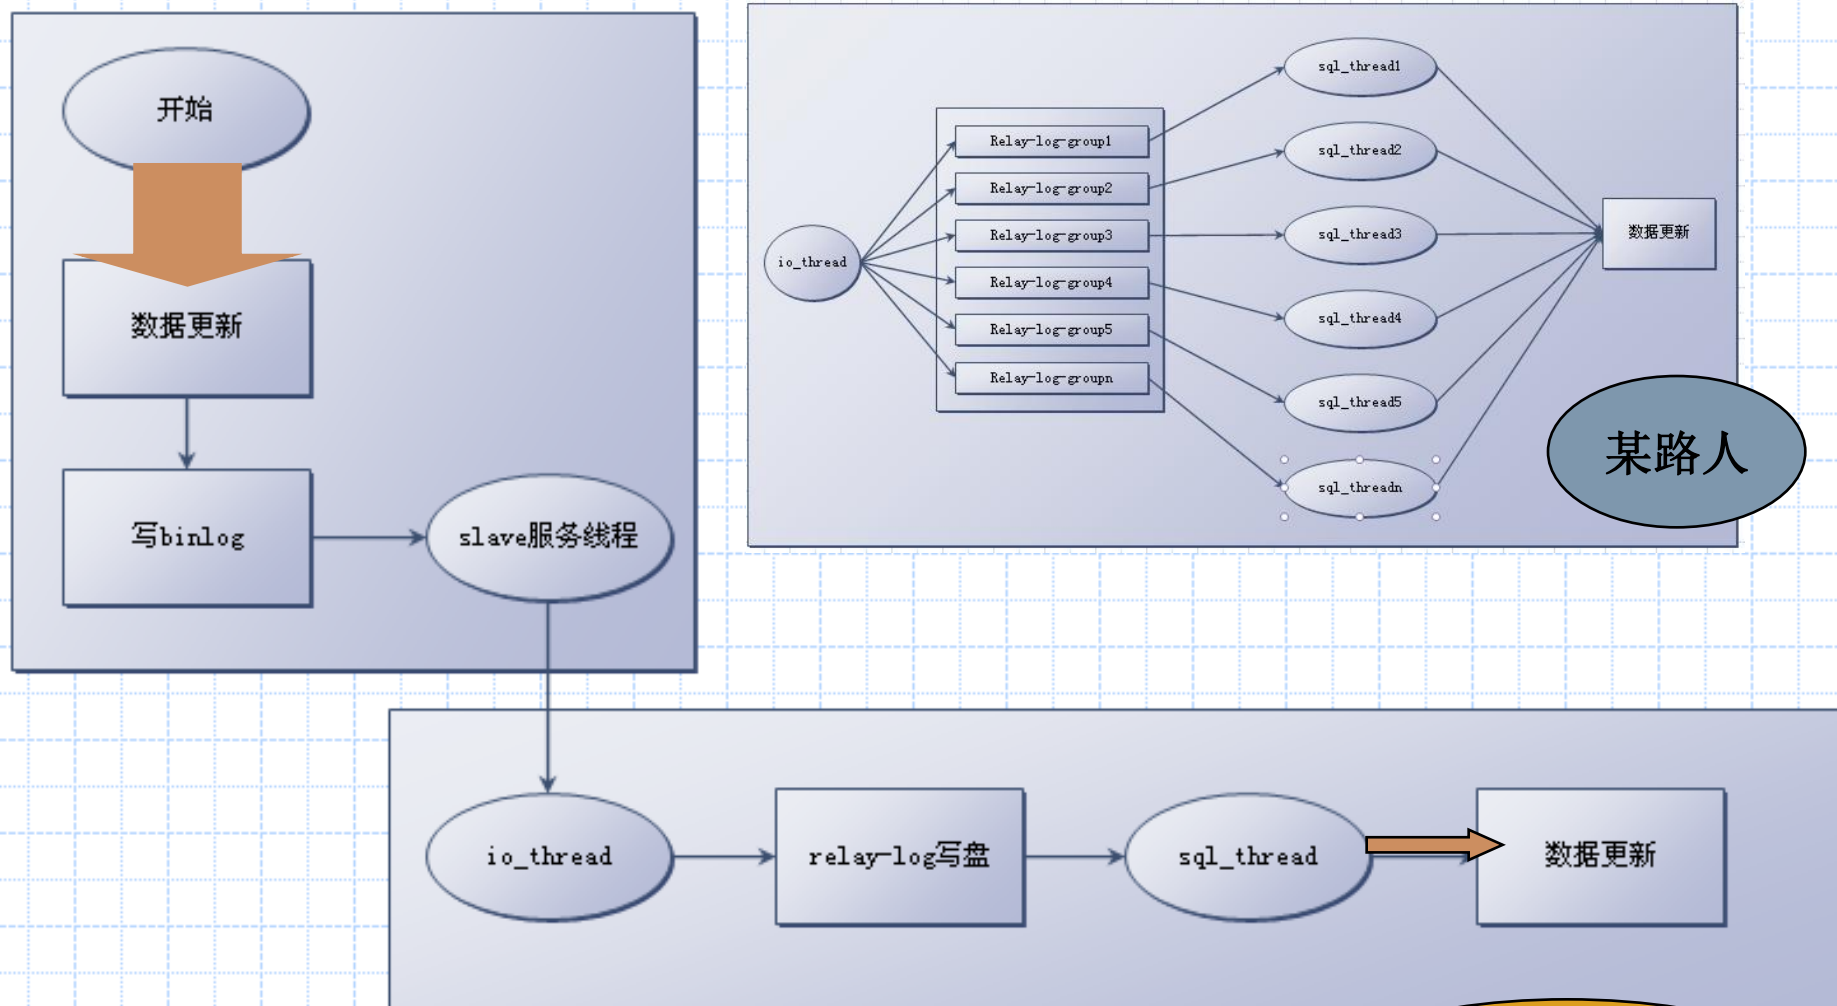 开始
数据更新
写binlog
slave服务线程
io_thread
Relay-log-group1
Relay-log-group2
Relay-log-group3
Relay-log-group4
Relay-log-group5
Relay-log-groupn
sql_thread1
sql_thread2
sql_thread3
sql_thread4
sql_thread5
sql_threadn
数据更新
某路人
io_thread
relay-log写盘
sql_thread
数据更新